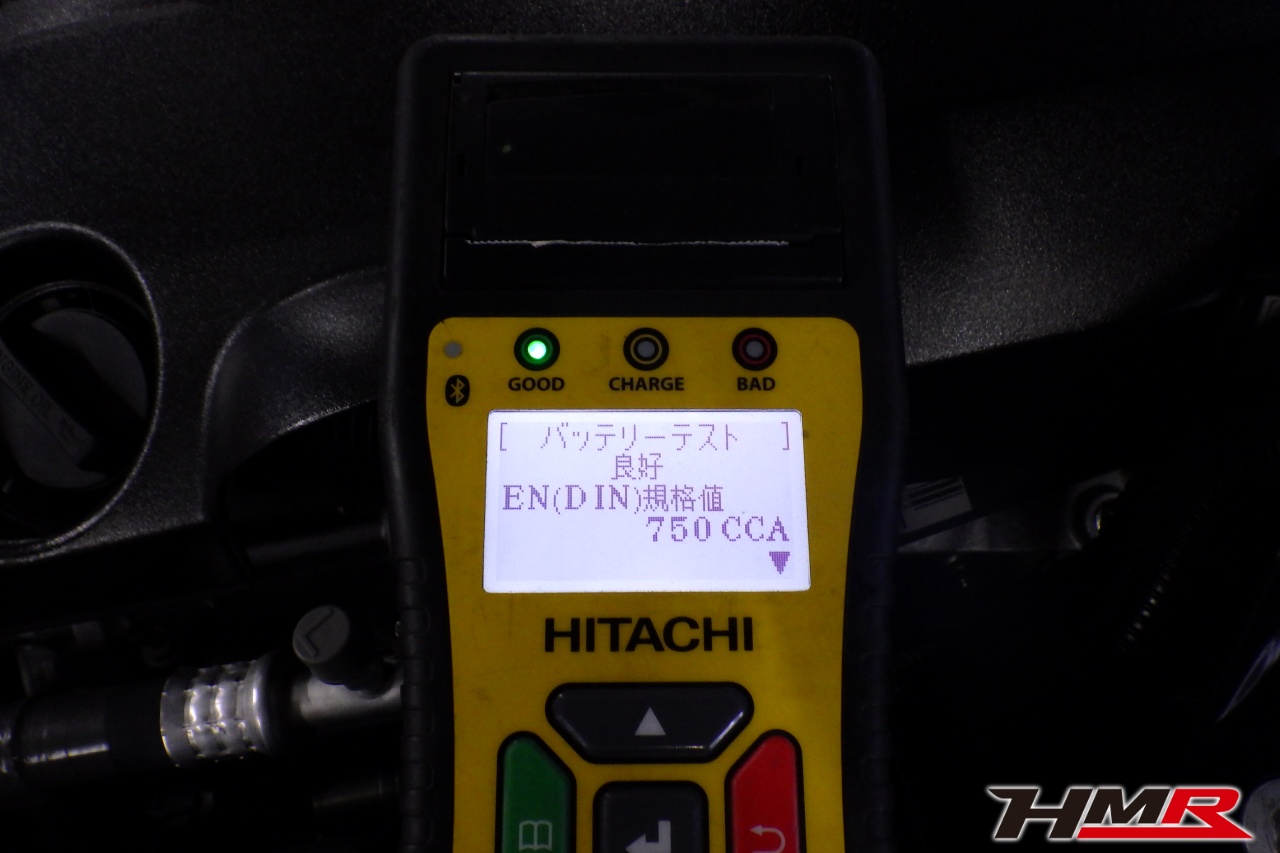 GOOD CHARGE BAD
[ バッテリーテスト ]
良好
EN(DIN)規格値
750 CCA
HITACHI
L
HMR